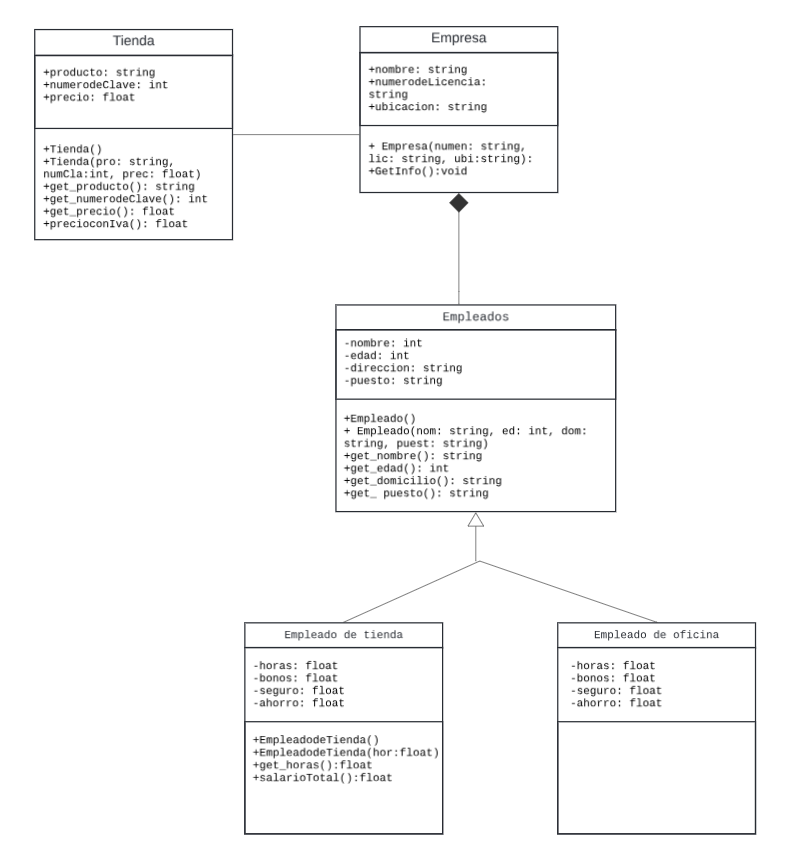 Tienda
+producto: string
+numerodeClave: int
+precio: float
+Tienda()
+Tienda(pro: string,
numCla:int, prec: float)
+get_producto(): string
+get_numerodeClave(): int
+get_precio(): float
+precioconIva(): float
Empresa
+nombre: string
+numerodeLicencia:
string
+ubicacion: string
+ Empresa(numen: string,
lic: string, ubi:string):
+GetInfo():void
Empleados
-nombre: int
-edad: int
-direccion: string
-puesto: string
+Empleado()
+ Empleado(nom: string, ed: int, dom:
string, puest: string)
+get_nombre(): string
+get_edad(): int
+get_domicilio(): string
+get_ puesto(): string
Empleado de tienda
-horas: float
-bonos: float
-seguro: float
-ahorro: float
+EmpleadodeTienda()
+EmpleadodeTienda(hor:float)
+get_horas():float
+salarioTotal():float
Empleado de oficina
-horas: float
-bonos: float
-seguro: float
-ahorro: float